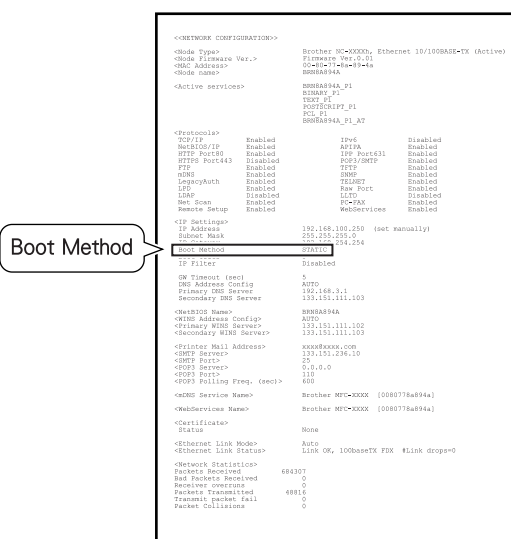 <<NETWORK CONFIGURATION>>
<Node Type> Brother NC-XXXXh, Ethernet 10/100BASE-TX (Active)
<Node Firmware Ver.> Firmware Ver.0.01
<MAC Address> 00-80-77-8a-89-4a
<Node name> BRN8A894A
<Active services> BRN8A894A_P1
BINARY_P1
TEXT_P1
POSTSCRIPT_P1
PCL_P1
BRN8A894A_P1_AT
<Protocols>
TCP/IP Enabled IPv6 Disabled
NetBIOS/IP Enabled APIPA Enabled
HTTP Port80 Enabled IPP Port631 Enabled
HTTPS Port443 Disabled POP3/SMTP Enabled
FTP Enabled TFTP Enabled
mDNS Enabled SNMP Enabled
LegacyAuth Enabled TELNET Enabled
LPD Enabled Raw Port Enabled
LDAP Disabled LLTD Disabled
Net Scan Enabled PC-FAX Enabled
Remote Setup Enabled WebServices Enabled
<IP Settings>
IP Address 192.168.100.250 (set manually)
Subnet Mask 255.255.255.0
254.254
Boot Method
Boot Method STATIC
IP Filter Disabled
GW Timeout (sec) 5
DNS Address Config AUTO
Primary DNS Server 192.168.3.1
Secondary DNS Server 133.151.111.103
<NetBIOS Name> BRN8A894A
<WINS Address Config> AUTO
<Primary WINS Server> 133.151.111.102
<Secondary WINS Server> 133.151.111.103
<Printer Mail Address> xxxx@xxxx.com
<SMTP Server> 133.151.236.10
<SMTP Port> 25
<POP3 Server> 0.0.0.0
<POP3 Port> 110
<POP3 Polling Freq. (sec)> 600
<mDNS Service Name> Brother MFC-XXXX [0080778a894a]
<WebServices Name> Brother MFC-XXXX [0080778a894a]
<Certificate>
Status None
<Ethernet Link Mode> Auto
<Ethernet Link Status> Link OK, 100baseTX FDX #Link drops=0
<Network Statistics>
Packets Received 684307
Bad Packets Received 0
Receiver overruns 0
Packets Transmitted 48816
Transmit packet fail 0
Packet Collisions 0